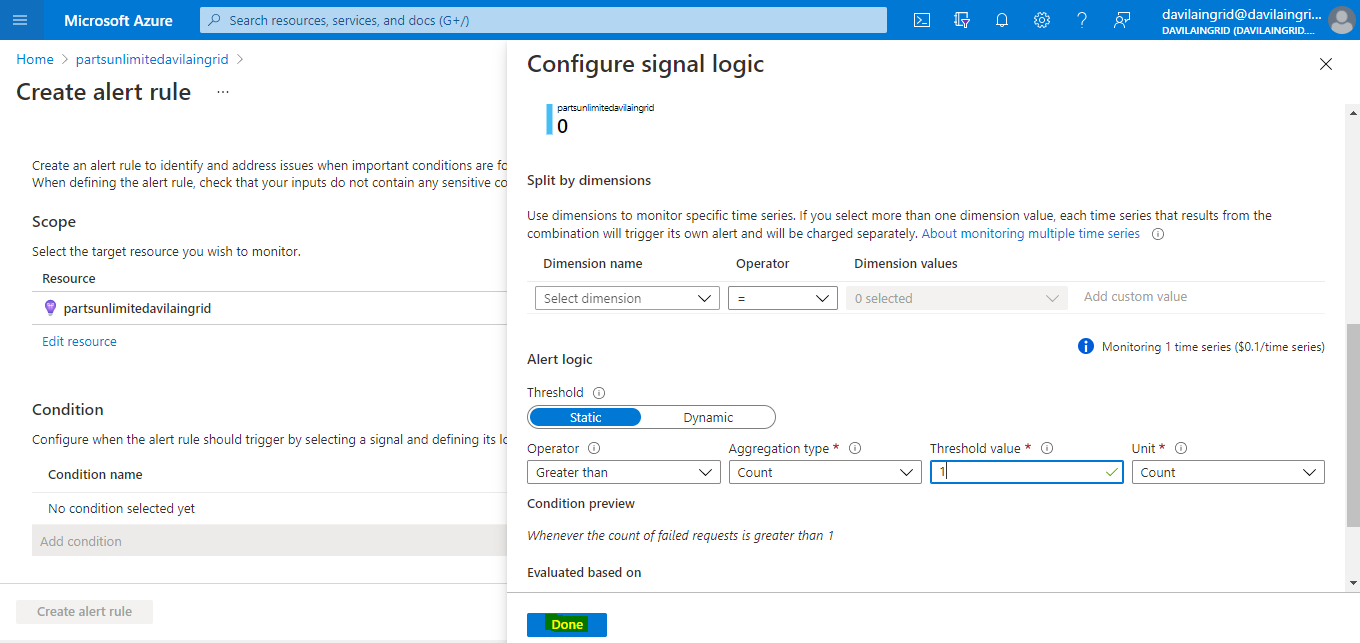 Microsoft Azure
Search resources, services, and docs (G+/)
davilaingrid@davilaingri...
DAVILAINGRID (DAVILAINGRID....
Home > partsunlimitedavilaingrid >
Create alert rule ...
Create an alert rule to identify and address issues when important conditions are fo
When defining the alert rule, check that your inputs do not contain any sensitive co
Scope
Select the target resource you wish to monitor.
Resource
partsunlimitedavilaingrid
Edit resource
Condition
Configure when the alert rule should trigger by selecting a signal and defining its lo
Condition name
No condition selected yet
Add condition
Create alert rule
Configure signal logic
partsunlimitedavilaingrid
0
Split by dimensions
Use dimensions to monitor specific time series. If you select more than one dimension value, each time series that results from the
combination will trigger its own alert and will be charged separately. About monitoring multiple time series
Dimension name Operator Dimension values
Select dimension = 0 selected Add custom value
Monitoring 1 time series ($0.1/time series)
Alert logic
Threshold
Static Dynamic
Operator Aggregation type * Threshold value * Unit *
Greater than Count 1 Count
Condition preview
Whenever the count of failed requests is greater than 1
Evaluated based on
Done